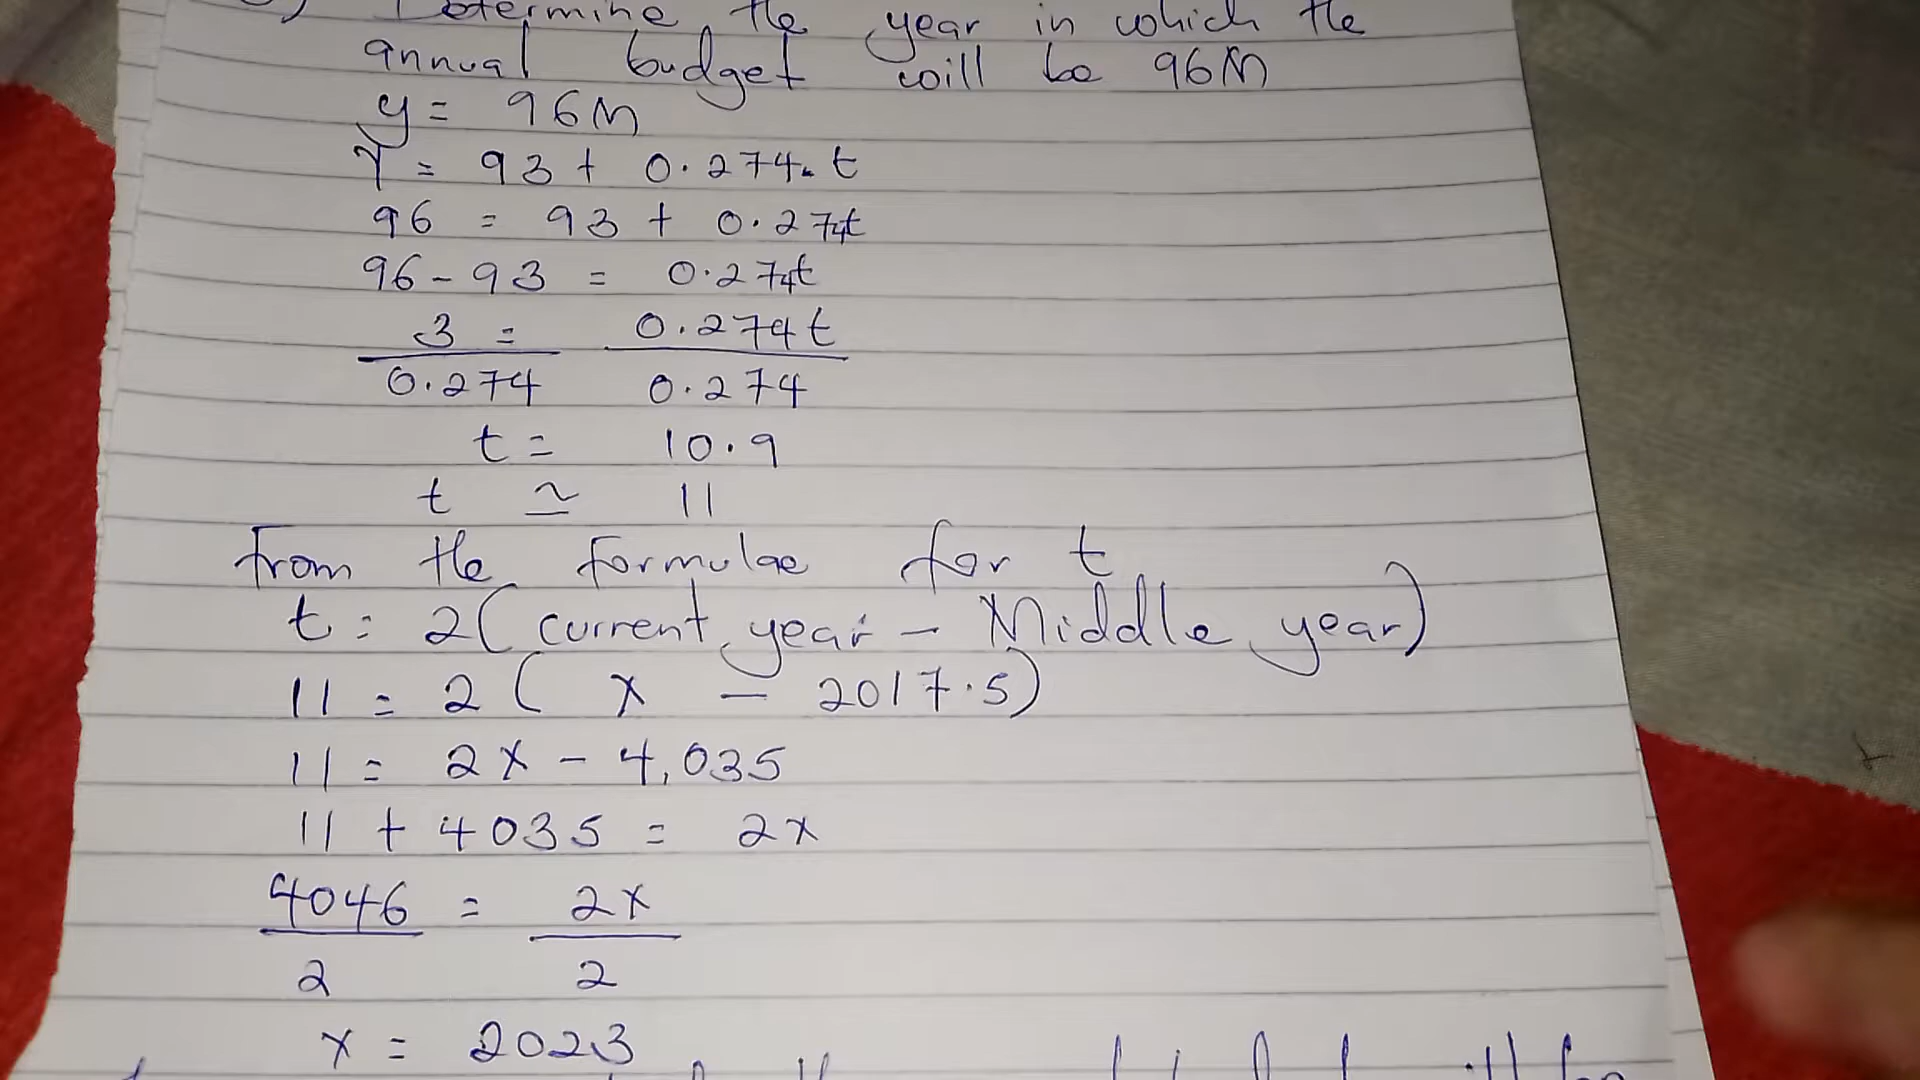 Determine the year in which the
annual budget will be 96M
y = 96M
Y = 93 + 0.274.t
96 = 93 + 0.274t
96 - 93 = 0.274t
3 = 0.274t
0.274 0.274
t = 10.9
t ≃ 11
From the formulae for t
t = 2(current year - Middle year)
11 = 2(x - 2017.5)
11 = 2x - 4,035
11 + 4035 = 2x
4046 = 2x
2 2
x = 2023